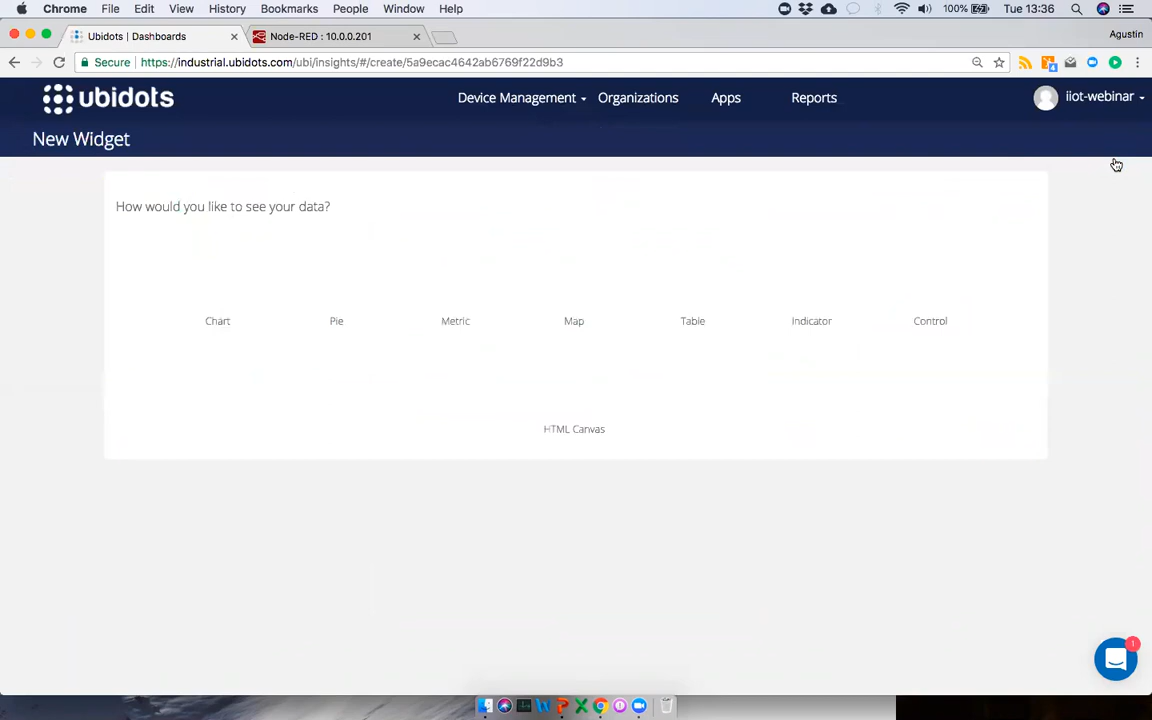 Chrome File Edit View History Bookmarks People Window Help 100% Tue 13:36
Ubidots | Dashboards Node-RED : 10.0.0.201 Agustin
Secure https://industrial.ubidots.com/ubi/insights/#/create/5a9ecac4642ab6769f22d9b3
ubidots Device Management Organizations Apps Reports iiot-webinar
New Widget
How would you like to see your data?
Chart Pie Metric Map Table Indicator Control
HTML Canvas
1